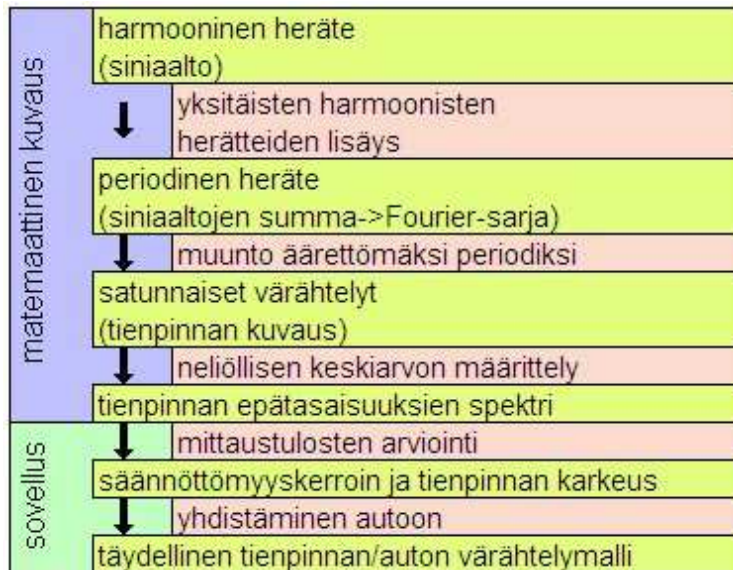 matemaattinen kuvaus
harmooninen heräte
(siniaalto)
yksitäisten harmoonisten
herätteiden lisäys
periodinen heräte
(siniaaltojen summa->Fourier-sarja)
muunto äärettömäksi periodiksi
satunnaiset värähtelyt
(tienpinnan kuvaus)
neliöllisen keskiarvon määrittely
tienpinnan epätasaisuuksien spektri
sovellus
mittaustulosten arviointi
säännöttömyyskerroin ja tienpinnan karkeus
yhdistäminen autoon
täydellinen tienpinnan/auton värähtelymalli